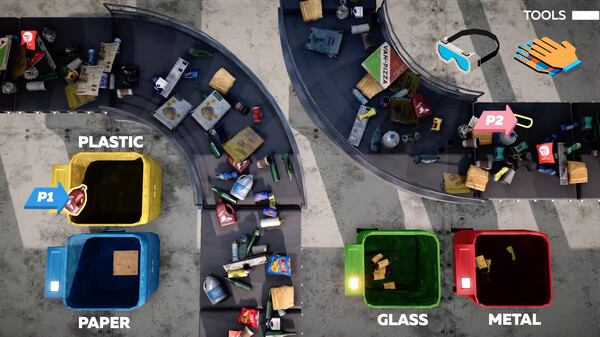 TOOLS
VAN-PIZZA
P2
PLASTIC
P1
PAPER
GLASS
METAL